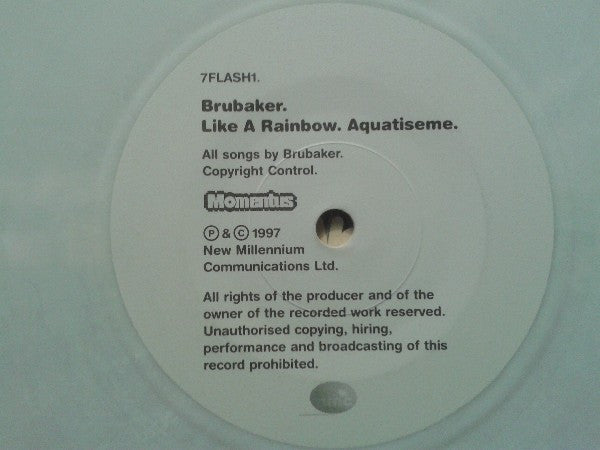 7FLASH1.
Brubaker.
Like A Rainbow. Aquatiseme.
All songs by Brubaker.
Copyright Control.
Momentus
℗ & © 1997
New Millennium
Communications Ltd.
All rights of the producer and of the
owner of the recorded work reserved.
Unauthorised copying, hiring,
performance and broadcasting of this
record prohibited.